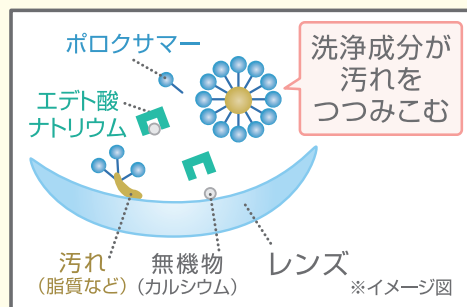 ポロクサマー
エデト酸
ナトリウム
洗浄成分が
汚れを
つつみこむ
汚れ
(脂質など)
無機物
(カルシウム)
レンズ
※イメージ図